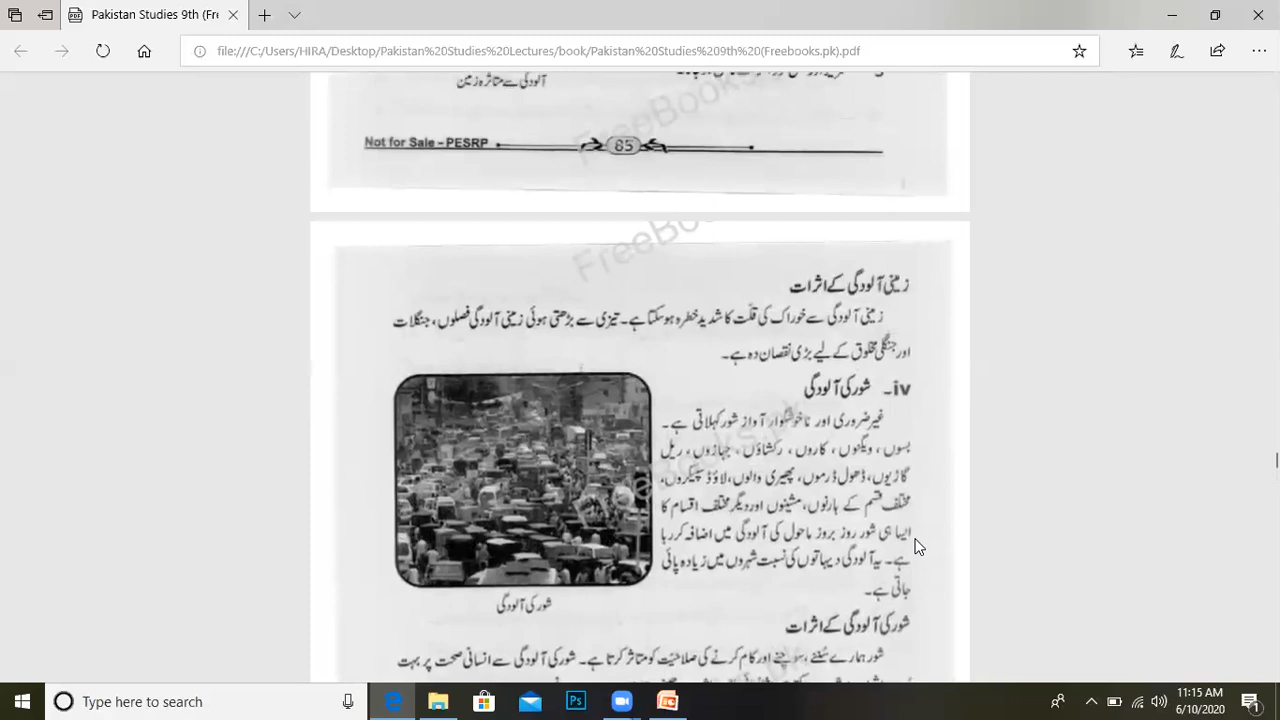 Pakistan Studies 9th (Fre
file:///C:/Users/HIRA/Desktop/Pakistan%20Studies%20Lectures/book/Pakistan%20Studies%209th%20(Freebooks.pk).pdf
آلودگی سے متاثرہ زمین
Not for Sale - PESRP
85
زمینی آلودگی کے اثرات
زمینی آلودگی سے خوراک کی قلّت کا شدید خطرہ ہوسکتا ہے۔ تیزی سے بڑھتی ہوئی زمینی آلودگی فصلوں، جنگلات
اور جنگلی مخلوق کے لیے بڑی نقصان دہ ہے۔
iv۔ شور کی آلودگی
غیر ضروری اور ناخوشگوار آواز شور کہلاتی ہے۔
بسوں، ویگنوں، کاروں، رکشاؤں، جہازوں، ریل
گاڑیوں، ڈھول ڈرموں، پھیری والوں، لاؤڈ سپیکروں،
مختلف قسم کے ہارنوں، مشینوں اور دیگر مختلف اقسام کا
ایسا ہی شور روز بروز ماحول کی آلودگی میں اضافہ کر رہا
ہے۔ یہ آلودگی دیہاتوں کی نسبت شہروں میں زیادہ پائی
جاتی ہے۔
شور کی آلودگی
شور کی آلودگی کے اثرات
شور ہمارے سُننے، سوچنے اور کام کرنے کی صلاحیّت کو متاثر کرتا ہے۔ شور کی آلودگی سے انسانی صحت پر بہت
Type here to search
11:15 AM
6/10/2020